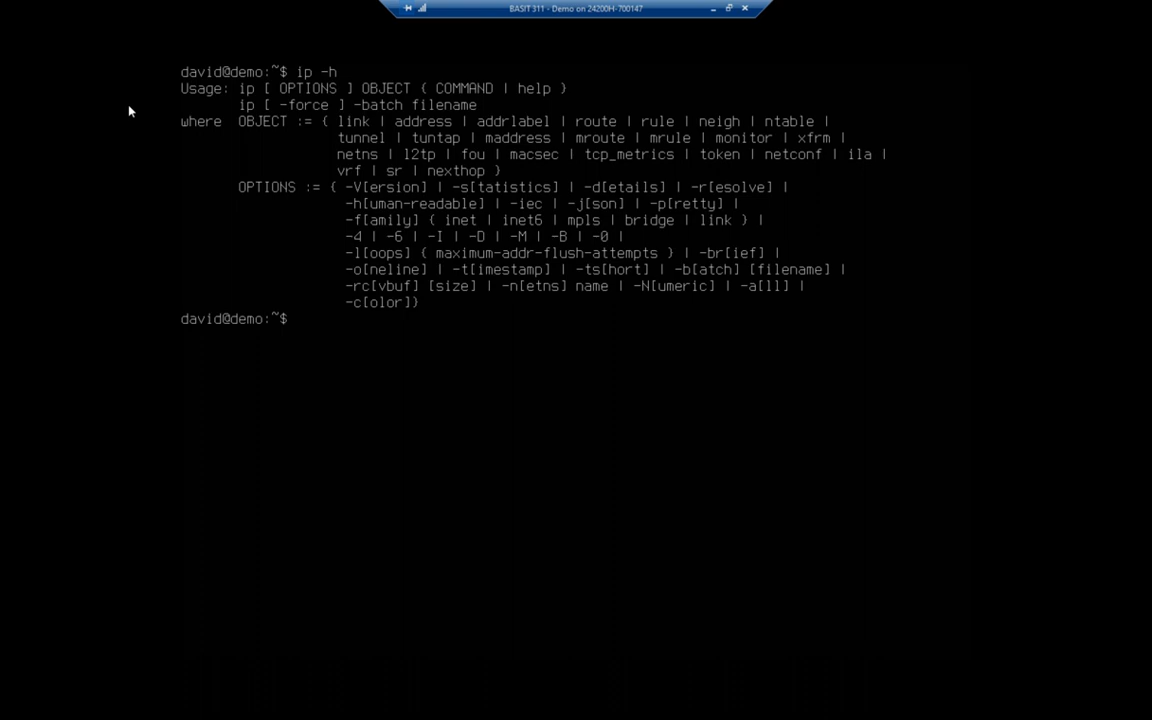 BASIT 311 - Demo on 24200H-700147
david@demo:~$ ip -h
Usage: ip [ OPTIONS ] OBJECT { COMMAND | help }
       ip [ -force ] -batch filename
where  OBJECT := { link | address | addrlabel | route | rule | neigh | ntable |
                   tunnel | tuntap | maddress | mroute | mrule | monitor | xfrm |
                   netns | l2tp | fou | macsec | tcp_metrics | token | netconf | ila |
                   vrf | sr | nexthop }
       OPTIONS := { -V[ersion] | -s[tatistics] | -d[etails] | -r[esolve] |
                    -h[uman-readable] | -iec | -j[son] | -p[retty] |
                    -f[amily] { inet | inet6 | mpls | bridge | link } |
                    -4 | -6 | -I | -D | -M | -B | -0 |
                    -l[oops] { maximum-addr-flush-attempts } | -br[ief] |
                    -o[neline] | -t[imestamp] | -ts[hort] | -b[atch] [filename] |
                    -rc[vbuf] [size] | -n[etns] name | -N[umeric] | -a[ll] |
                    -c[olor]}
david@demo:~$